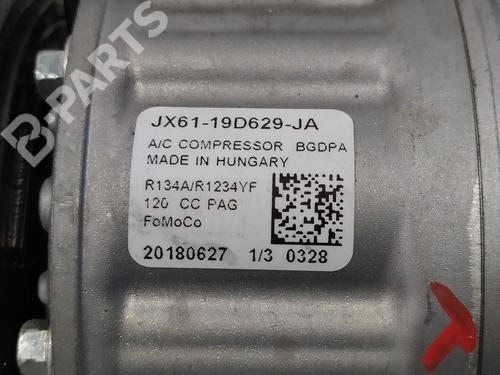 B-PARTS
JX61-19D629-JA
A/C COMPRESSOR BGDPA
MADE IN HUNGARY
R134A/R1234YF
120 CC PAG
FoMoCo
20180627 1/3 0328